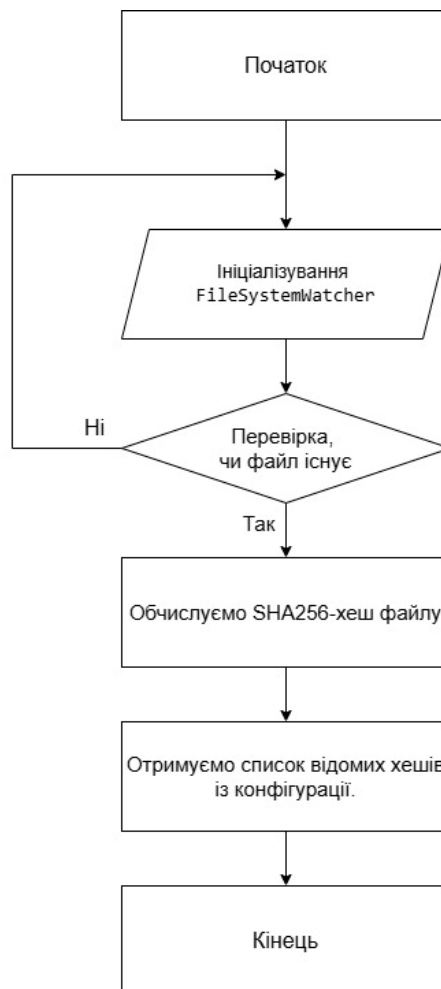 Початок
Ініціалізування
FileSystemWatcher
Ні
Перевірка,
чи файл існує
Так
Обчислуємо SHA256-хеш файлу
Отримуємо список відомих хешів
із конфігурації.
Кінець